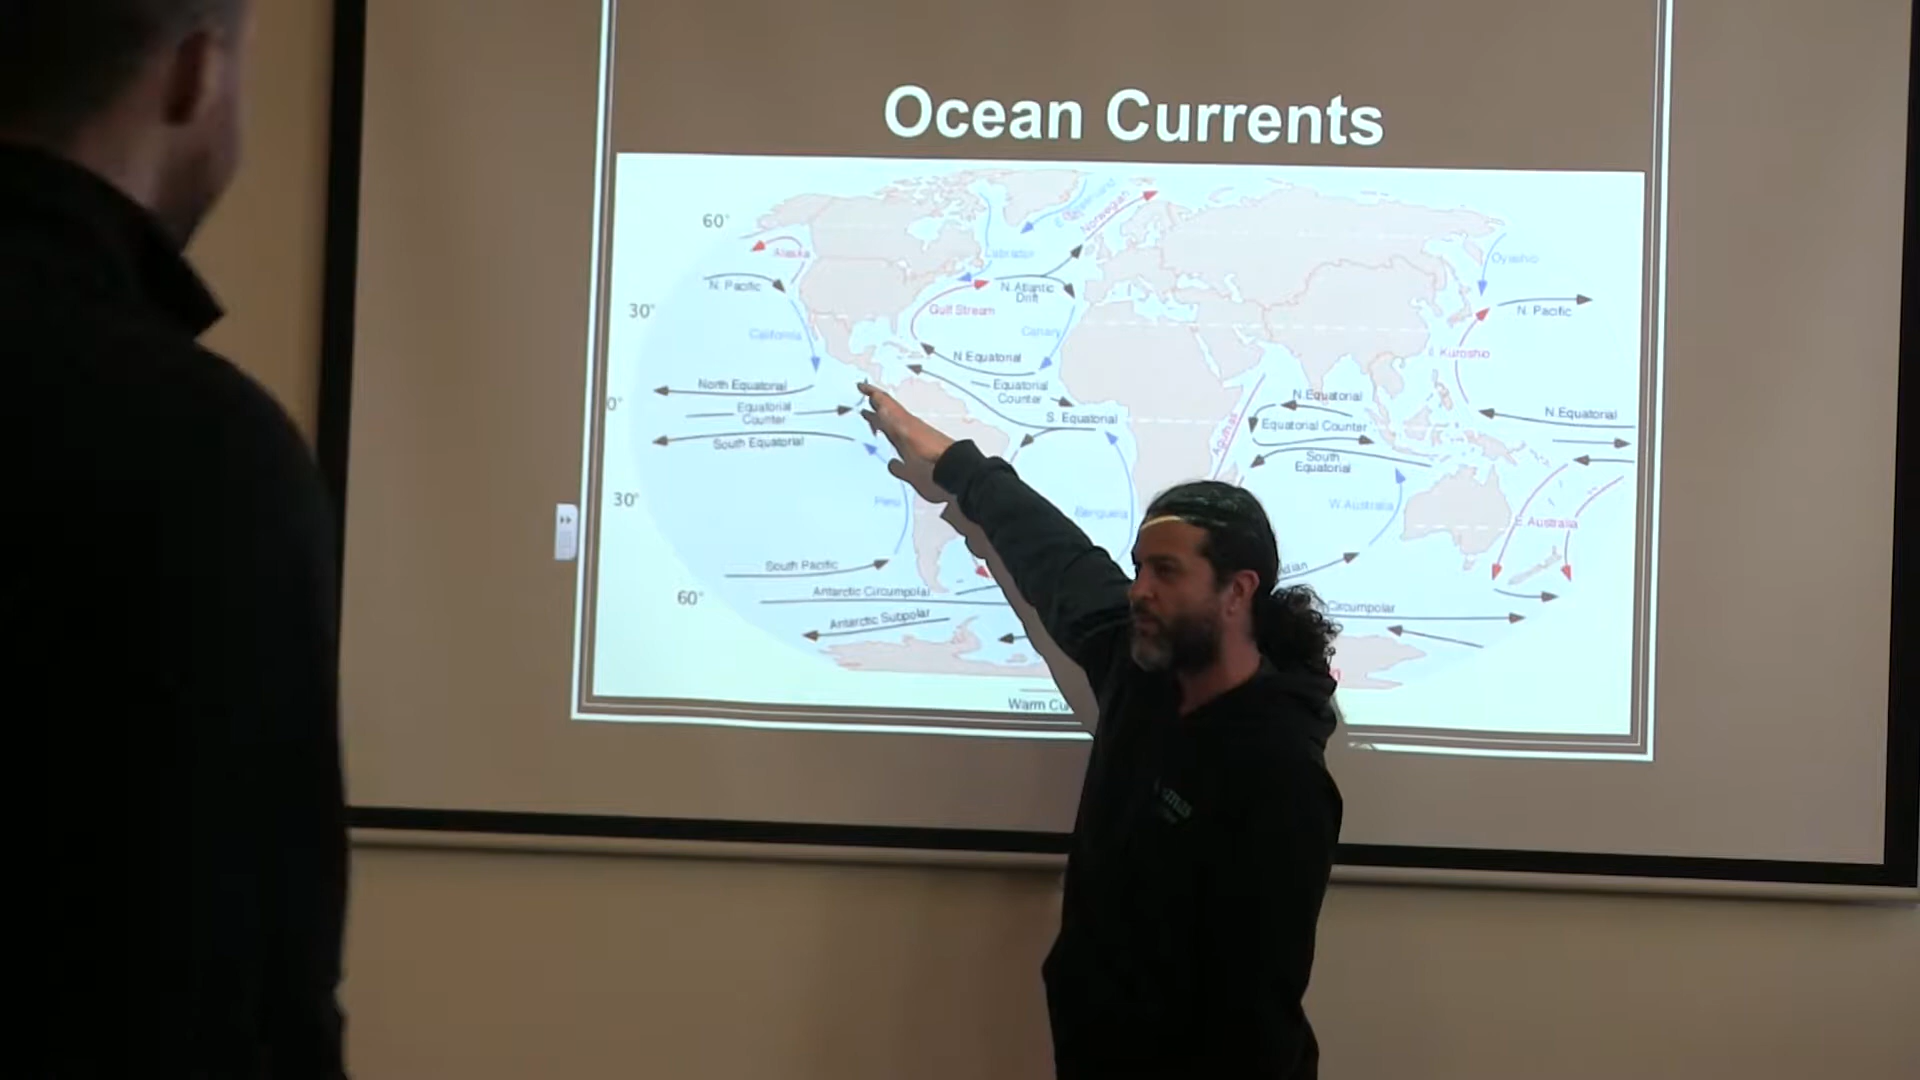 Ocean Currents
60°
Alaska
Labrador
Norwegian
Oyashio
N. Pacific
N. Atlantic
Drift
30°
Gulf Stream
N. Pacific
California
Canary
Kuroshio
N. Equatorial
North Equatorial
Equatorial
Counter
N. Equatorial
N. Equatorial
0°
Equatorial
Counter
S. Equatorial
Equatorial Counter
South Equatorial
South
Equatorial
Agulhas
30°
Peru
Benguela
W. Australia
E. Australia
South Pacific
60°
Antarctic Circumpolar
Circumpolar
Antarctic Subpolar
Warm